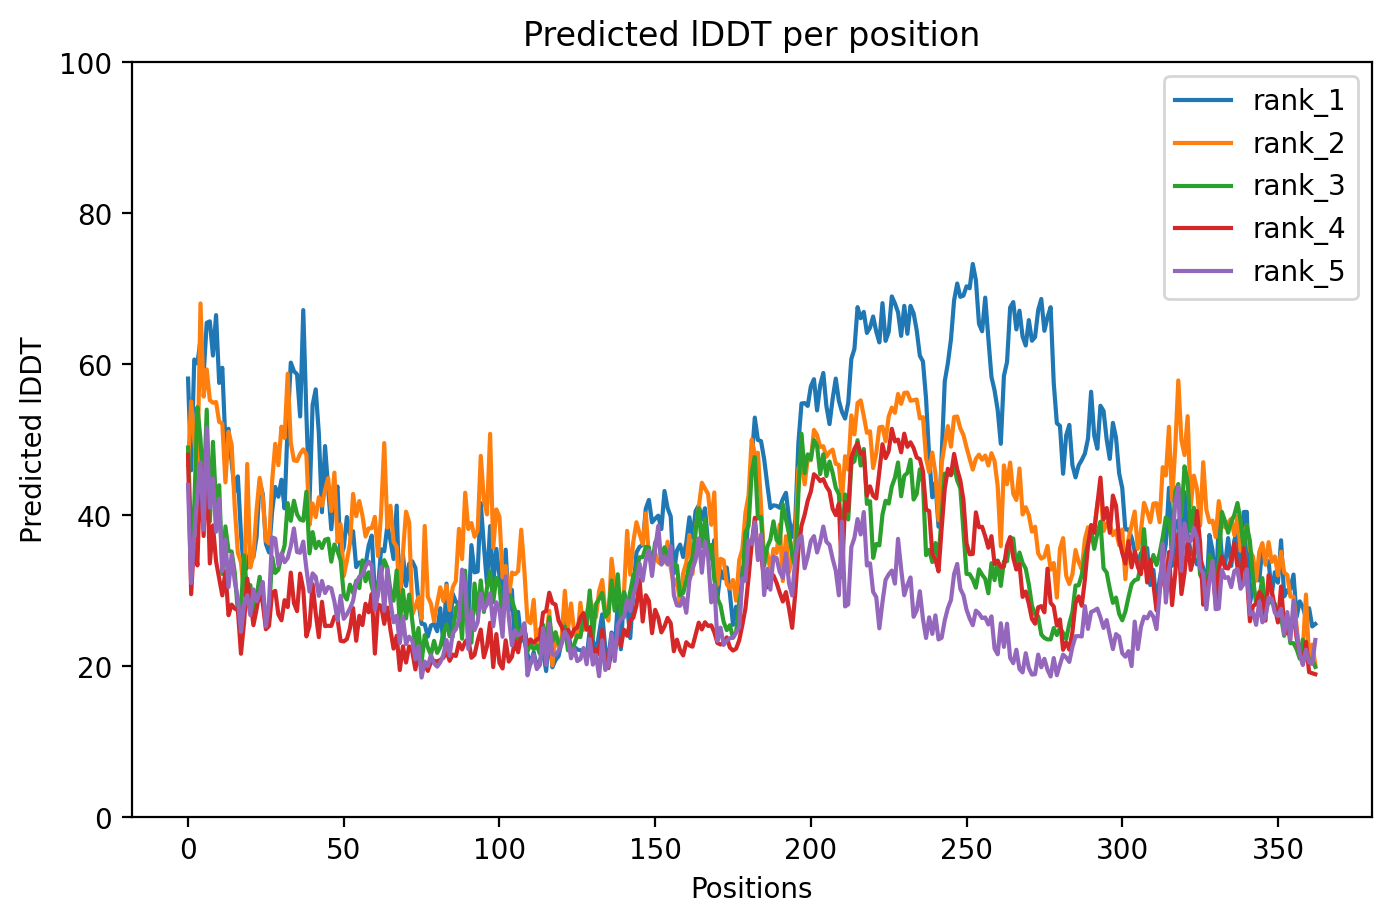 Predicted lDDT per position
100
80
60
40
20
0
Predicted lDDT
rank_1
rank_2
rank_3
rank_4
rank_5
0 50 100 150 200 250 300 350
Positions